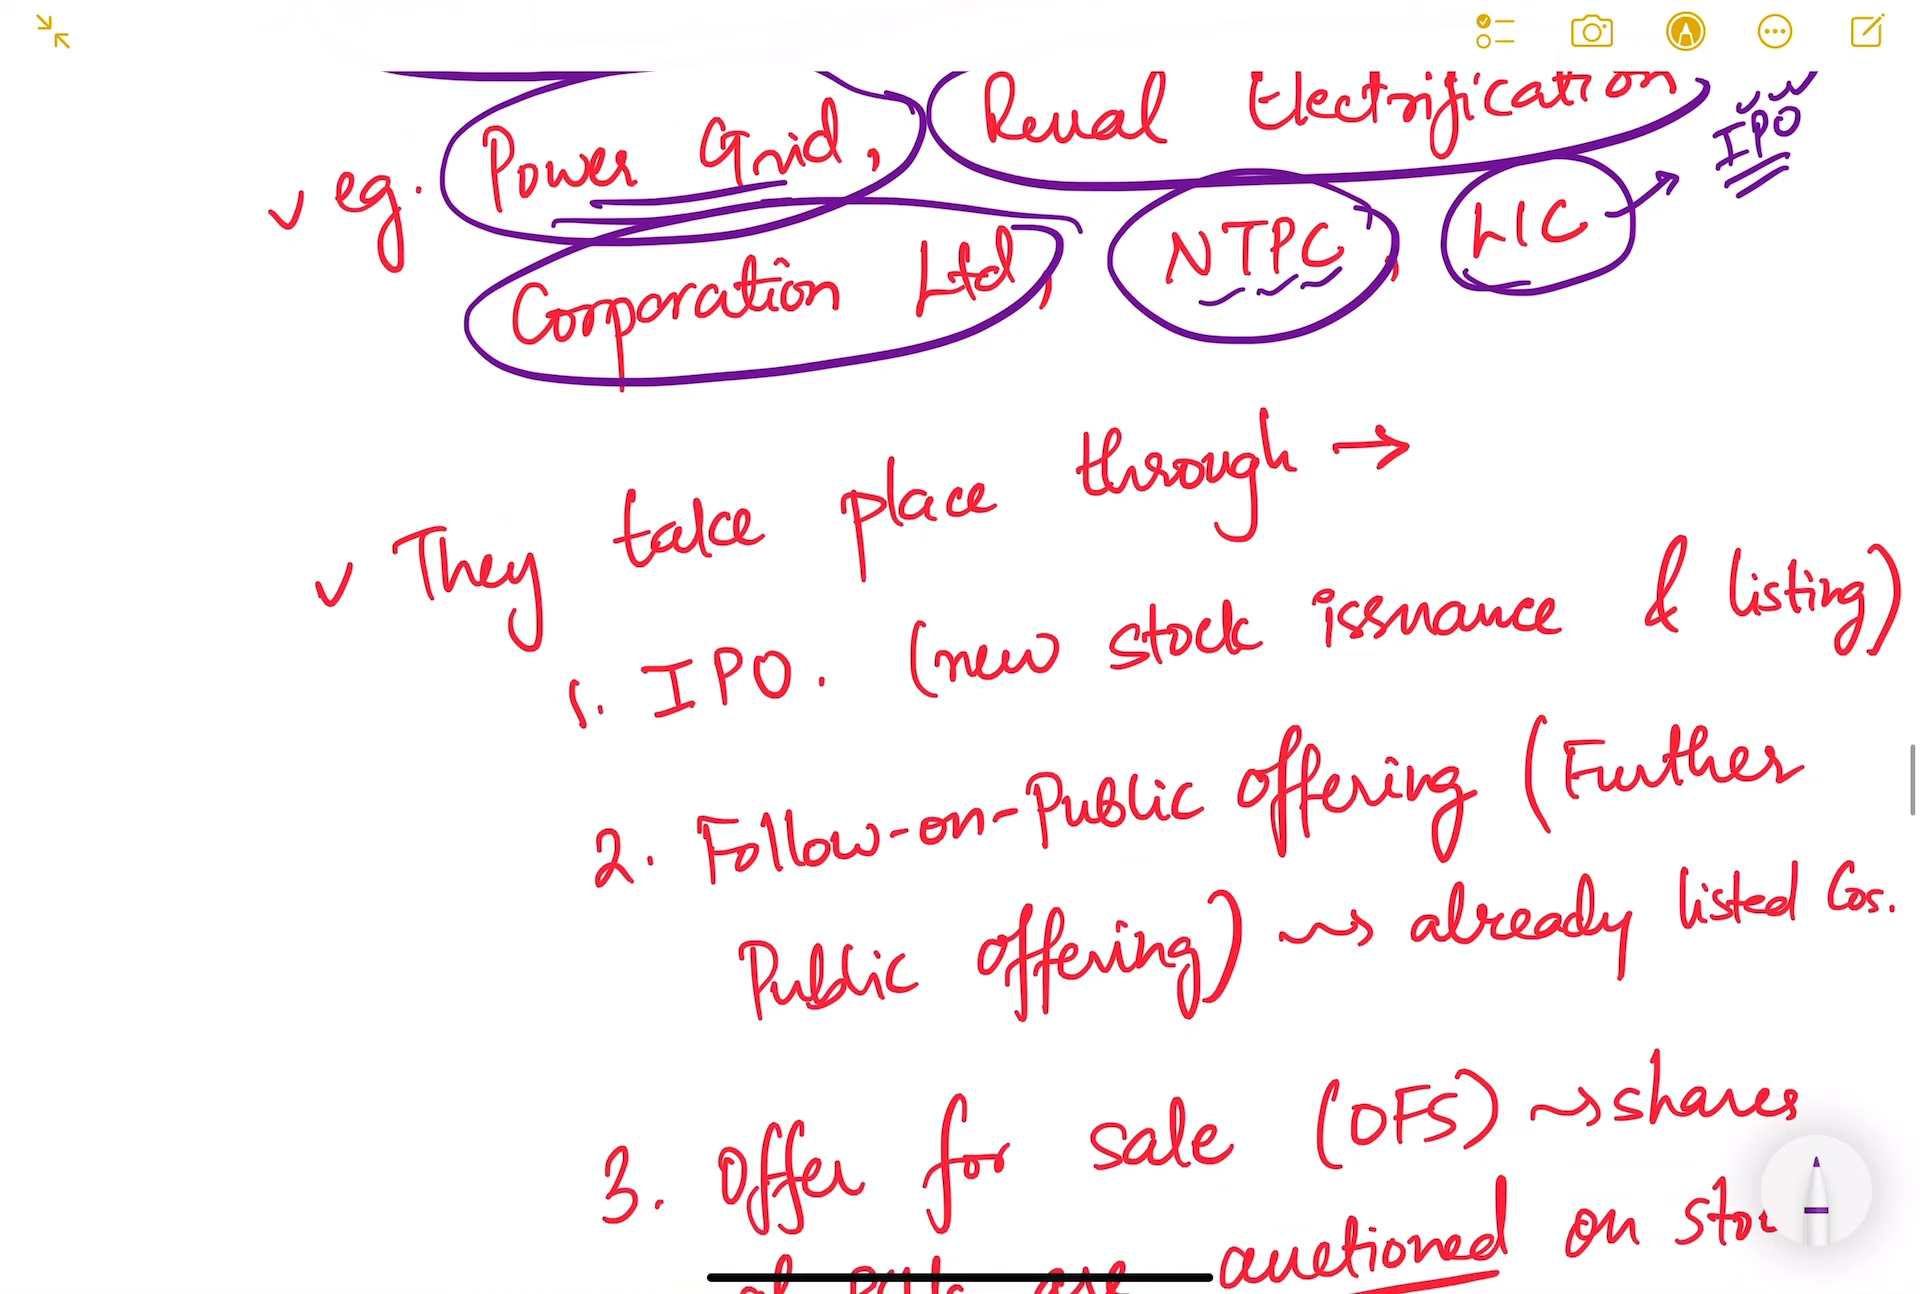 ✓ eg. Power Grid, Rural Electrification
Corporation Ltd, NTPC, LIC → IPO
✓ They take place through →
1. IPO. (new stock issuance & listing)
2. Follow-on-Public Offering (Further
Public Offering) ⇝ already listed Cos.
3. Offer for sale (OFS) ⇝ shares
auctioned on